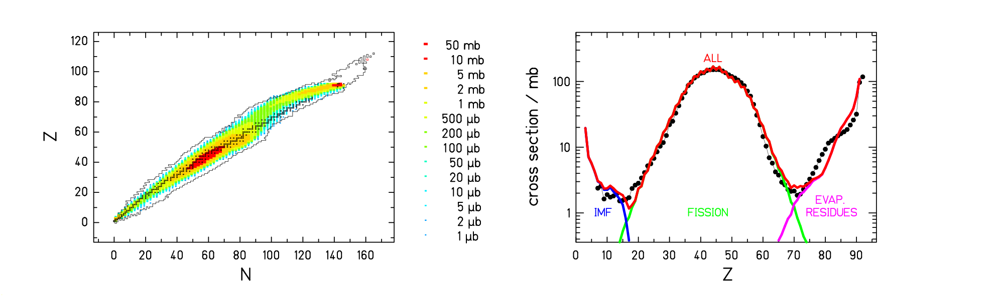 120
100
80
60
40
20
0
Z
0 20 40 60 80 100 120 140 160
N
50 mb
10 mb
5 mb
2 mb
1 mb
500 µb
200 µb
100 µb
50 µb
20 µb
10 µb
5 µb
2 µb
1 µb
cross section / mb
100
10
1
ALL
IMF
FISSION
EVAP.
RESIDUES
0 10 20 30 40 50 60 70 80 90
Z